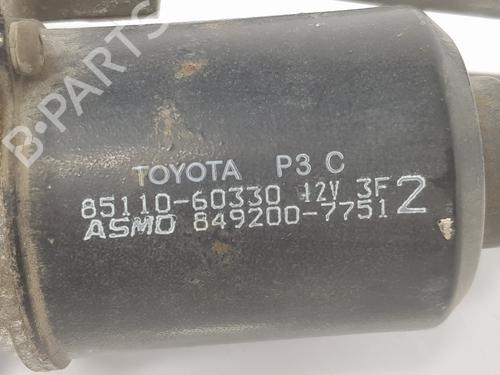 B-PARTS
TOYOTA P3 C
85110-60330 12V 3F
ASMO 849200-7751 2